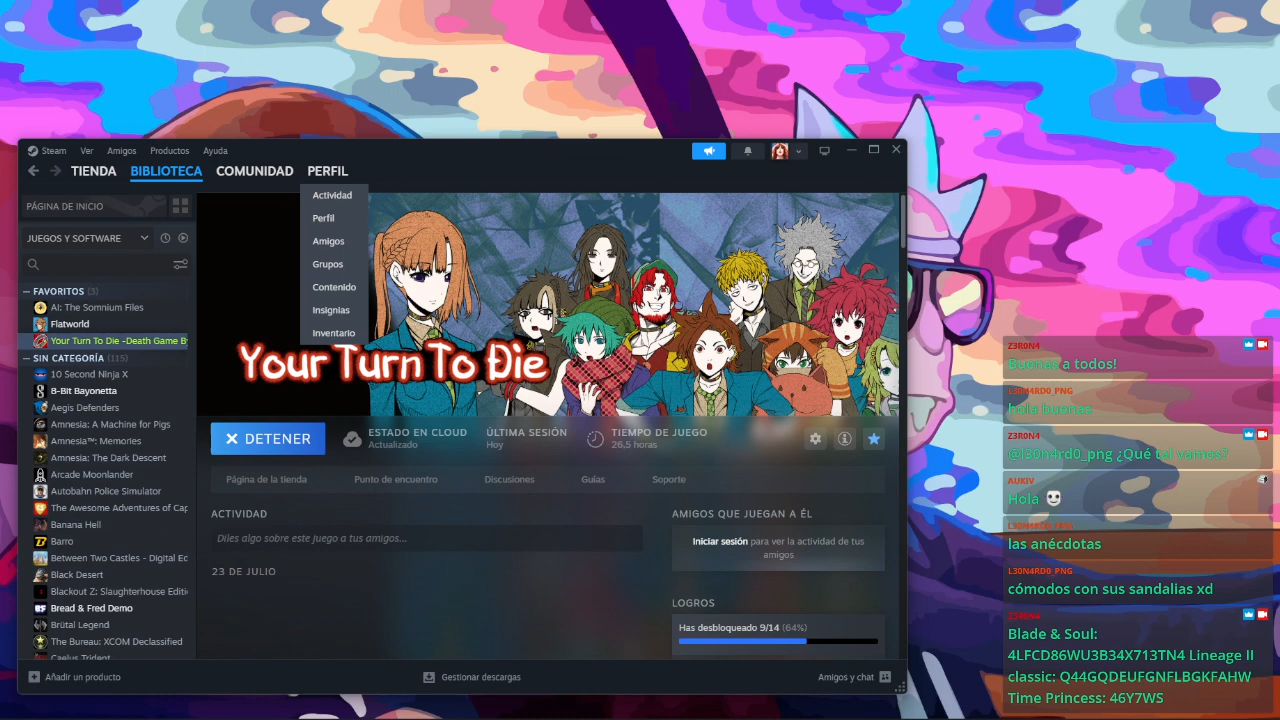 Steam Ver Amigos Productos Ayuda
TIENDA BIBLIOTECA COMUNIDAD PERFIL
PÁGINA DE INICIO
JUEGOS Y SOFTWARE
Actividad
Perfil
Amigos
Grupos
Contenido
Insignias
Inventario
FAVORITOS (3)
AI: The Somnium Files
Flatworld
Your Turn To Die -Death Game B
SIN CATEGORÍA (115)
10 Second Ninja X
8-Bit Bayonetta
Aegis Defenders
Amnesia: A Machine for Pigs
Amnesia™: Memories
Amnesia: The Dark Descent
Arcade Moonlander
Autobahn Police Simulator
The Awesome Adventures of Cap
Banana Hell
Barro
Between Two Castles - Digital Ec
Black Desert
Blackout Z: Slaughterhouse Editi
Bread & Fred Demo
Brütal Legend
The Bureau: XCOM Declassified
Caelus Trident
Your Turn To Die
DETENER
ESTADO EN CLOUD
Actualizado
ÚLTIMA SESIÓN
Hoy
TIEMPO DE JUEGO
26,5 horas
Página de la tienda Punto de encuentro Discusiones Guías Soporte
ACTIVIDAD
Diles algo sobre este juego a tus amigos...
23 DE JULIO
AMIGOS QUE JUEGAN A ÉL
Iniciar sesión para ver la actividad de tus
amigos
LOGROS
Has desbloqueado 9/14 (64%)
Añadir un producto
Gestionar descargas
Amigos y chat
Z3R0N4
Buenas a todos!
L30N4RD0_PNG
hola buenas
Z3R0N4
@l30n4rd0_png ¿Qué tal vamos?
AUKIV
Hola
L30N4RD0_PNG
las anécdotas
L30N4RD0_PNG
cómodos con sus sandalias xd
Z3R0N4
Blade & Soul:
4LFCD86WU3B34X713TN4 Lineage II
classic: Q44GQDEUFGNFLBGKFAHW
Time Princess: 46Y7WS